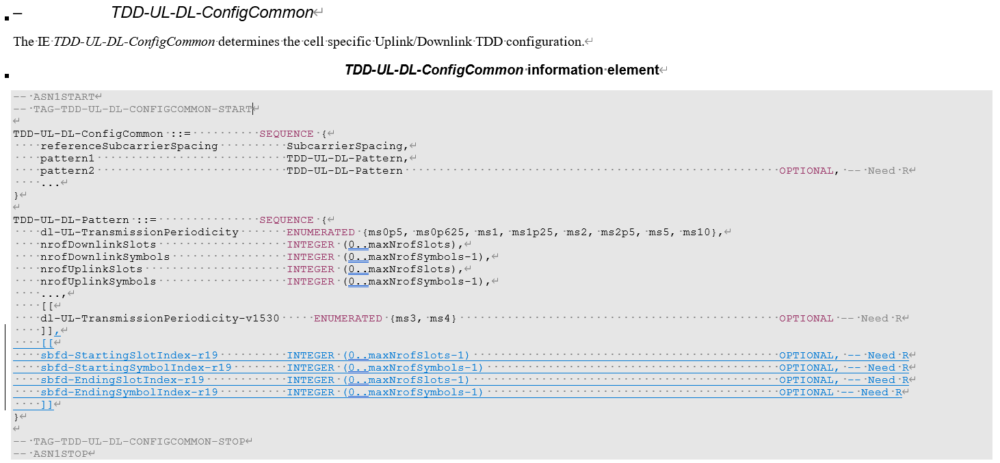 – TDD-UL-DL-ConfigCommon
The IE TDD-UL-DL-ConfigCommon determines the cell specific Uplink/Downlink TDD configuration.
TDD-UL-DL-ConfigCommon information element
-- ASN1START
-- TAG-TDD-UL-DL-CONFIGCOMMON-START
TDD-UL-DL-ConfigCommon ::= SEQUENCE {
referenceSubcarrierSpacing SubcarrierSpacing,
pattern1 TDD-UL-DL-Pattern,
pattern2 TDD-UL-DL-Pattern OPTIONAL, -- Need R
...
}
TDD-UL-DL-Pattern ::= SEQUENCE {
dl-UL-TransmissionPeriodicity ENUMERATED {ms0p5, ms0p625, ms1, ms1p25, ms2, ms2p5, ms5, ms10},
nrofDownlinkSlots INTEGER (0..maxNrofSlots),
nrofDownlinkSymbols INTEGER (0..maxNrofSymbols-1),
nrofUplinkSlots INTEGER (0..maxNrofSlots),
nrofUplinkSymbols INTEGER (0..maxNrofSymbols-1),
...,
[[
dl-UL-TransmissionPeriodicity-v1530 ENUMERATED {ms3, ms4} OPTIONAL -- Need R
]],
[[
sbfd-StartingSlotIndex-r19 INTEGER (0..maxNrofSlots-1) OPTIONAL, -- Need R
sbfd-StartingSymbolIndex-r19 INTEGER (0..maxNrofSymbols-1) OPTIONAL, -- Need R
sbfd-EndingSlotIndex-r19 INTEGER (0..maxNrofSlots-1) OPTIONAL, -- Need R
sbfd-EndingSymbolIndex-r19 INTEGER (0..maxNrofSymbols-1) OPTIONAL -- Need R
]]
}
-- TAG-TDD-UL-DL-CONFIGCOMMON-STOP
-- ASN1STOP